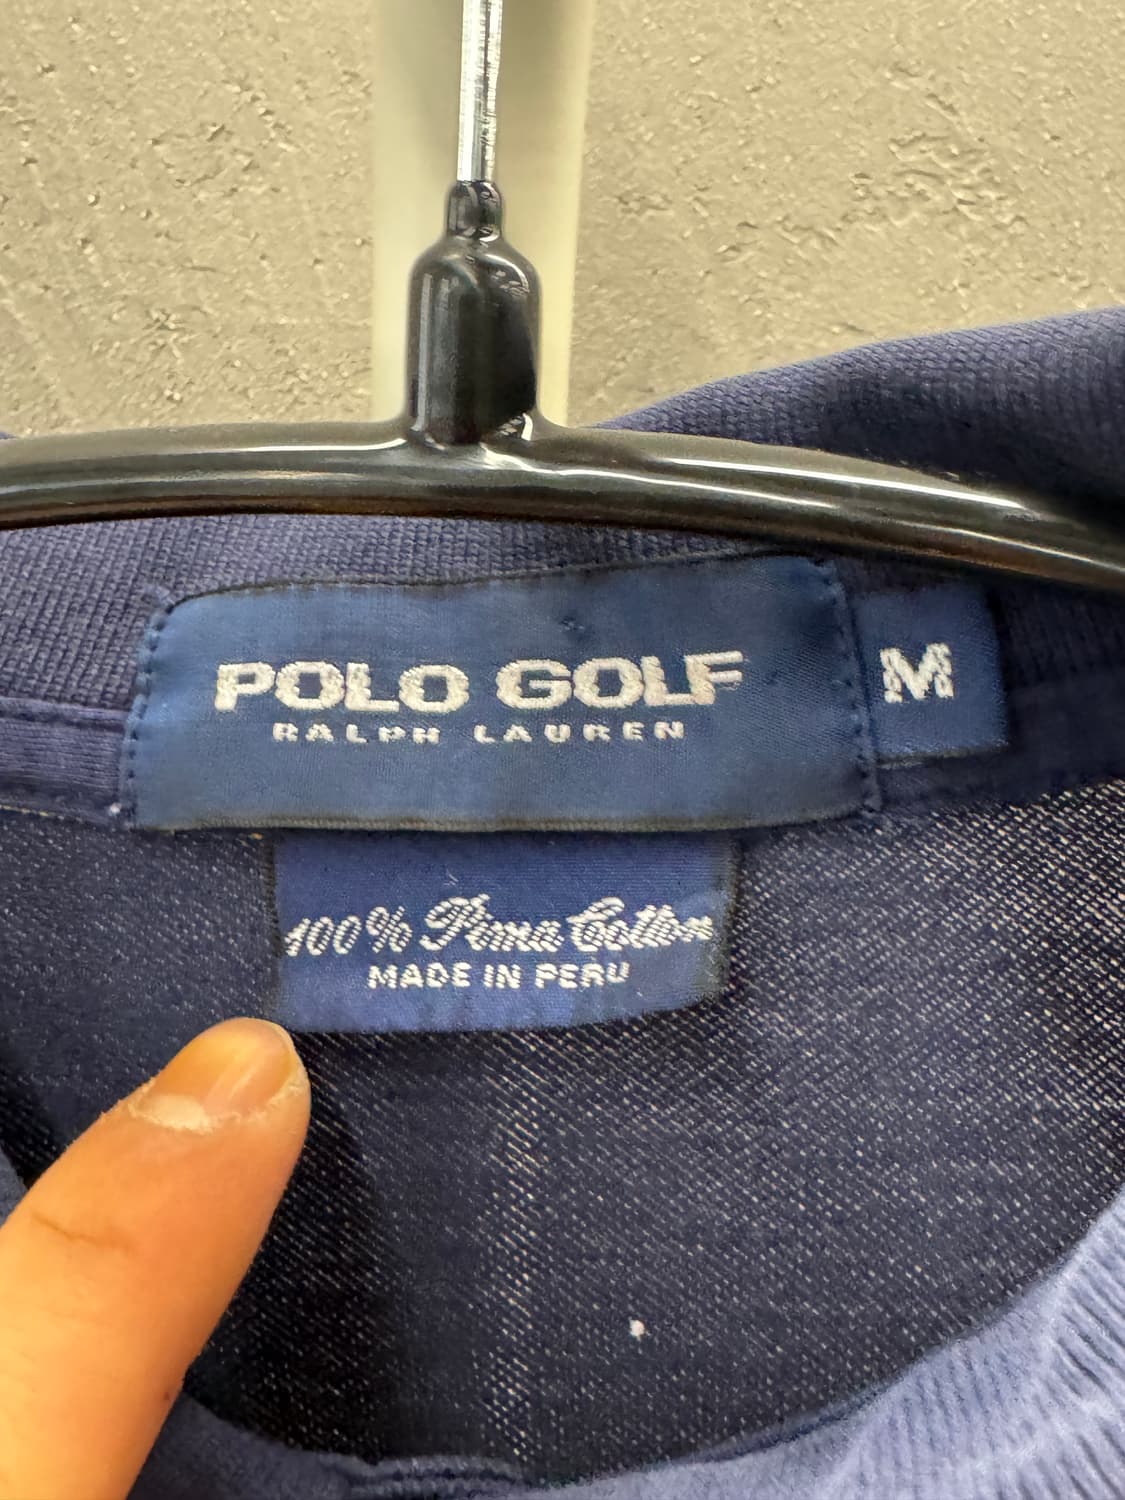 POLO GOLF
RALPH LAUREN
M
100% Pima Cotton
MADE IN PERU